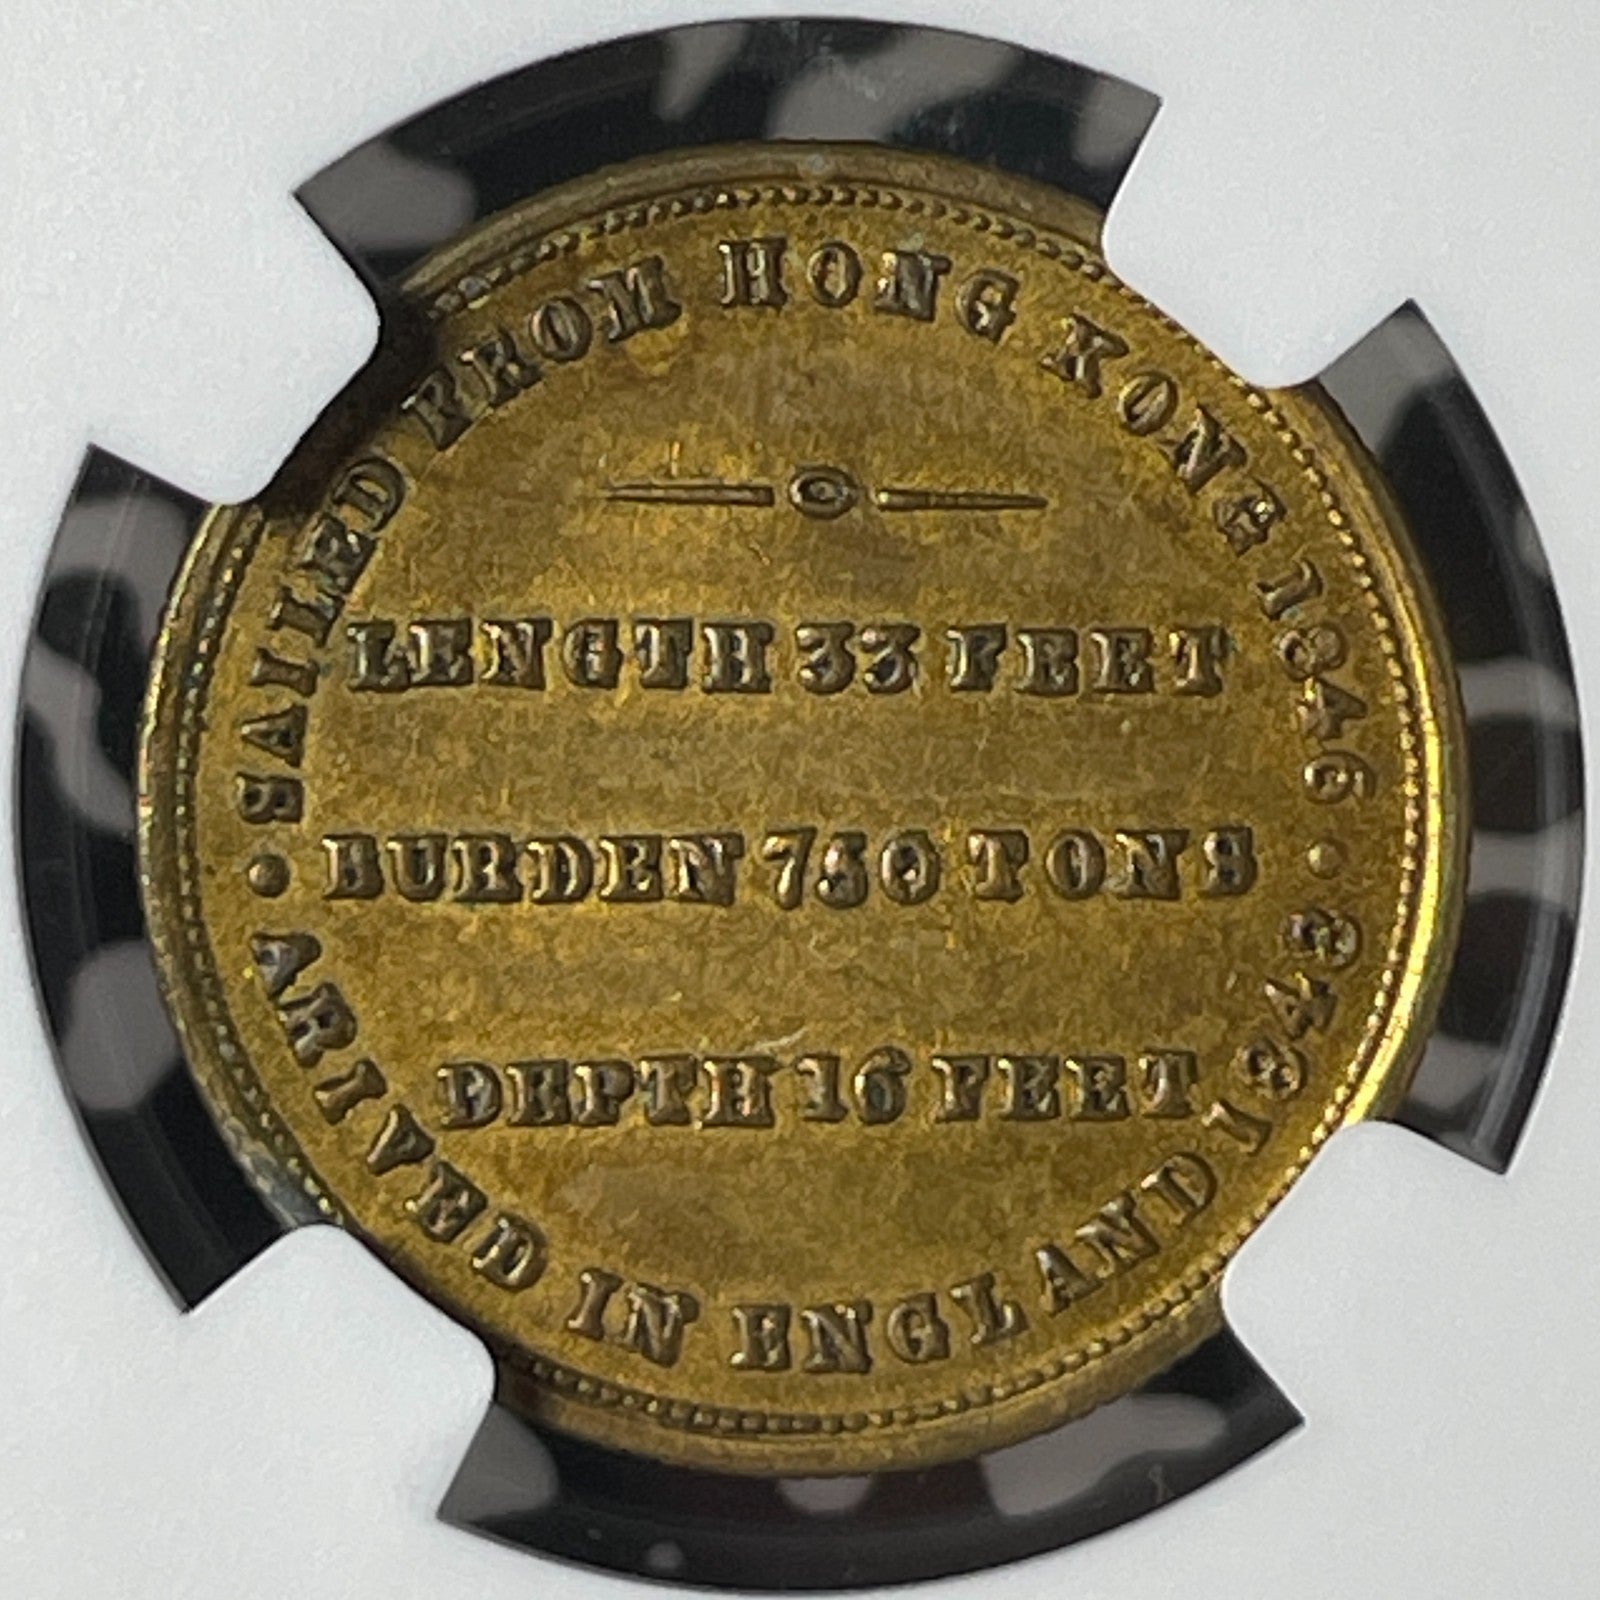 SAILED FROM HONG KONG 1846
LENGTH 33 FEET
BURDEN 750 TONS
DEPTH 16 FEET
ARIVED IN ENGLAND 1848